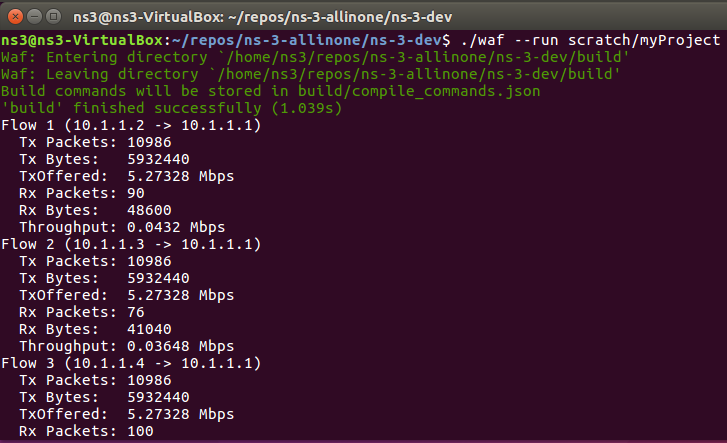 ns3@ns3-VirtualBox: ~/repos/ns-3-allinone/ns-3-dev
ns3@ns3-VirtualBox:~/repos/ns-3-allinone/ns-3-dev$ ./waf --run scratch/myProject
Waf: Entering directory `/home/ns3/repos/ns-3-allinone/ns-3-dev/build'
Waf: Leaving directory `/home/ns3/repos/ns-3-allinone/ns-3-dev/build'
Build commands will be stored in build/compile_commands.json
'build' finished successfully (1.039s)
Flow 1 (10.1.1.2 -> 10.1.1.1)
  Tx Packets: 10986
  Tx Bytes:   5932440
  TxOffered:  5.27328 Mbps
  Rx Packets: 90
  Rx Bytes:   48600
  Throughput: 0.0432 Mbps
Flow 2 (10.1.1.3 -> 10.1.1.1)
  Tx Packets: 10986
  Tx Bytes:   5932440
  TxOffered:  5.27328 Mbps
  Rx Packets: 76
  Rx Bytes:   41040
  Throughput: 0.03648 Mbps
Flow 3 (10.1.1.4 -> 10.1.1.1)
  Tx Packets: 10986
  Tx Bytes:   5932440
  TxOffered:  5.27328 Mbps
  Rx Packets: 100